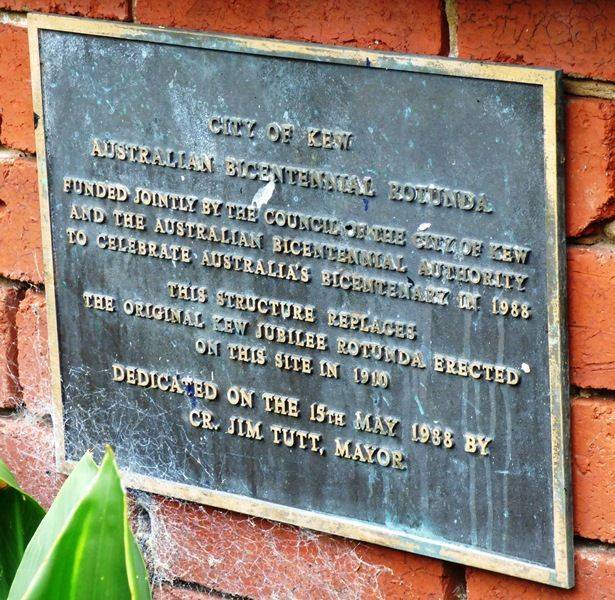 CITY OF KEW
AUSTRALIAN BICENTENNIAL ROTUNDA
FUNDED JOINTLY BY THE COUNCIL OF THE CITY OF KEW
AND THE AUSTRALIAN BICENTENNIAL AUTHORITY
TO CELEBRATE AUSTRALIA'S BICENTENARY IN 1988
THIS STRUCTURE REPLACES
THE ORIGINAL KEW JUBILEE ROTUNDA ERECTED
ON THIS SITE IN 1910
DEDICATED ON THE 15TH MAY 1988 BY
CR. JIM TUTT, MAYOR